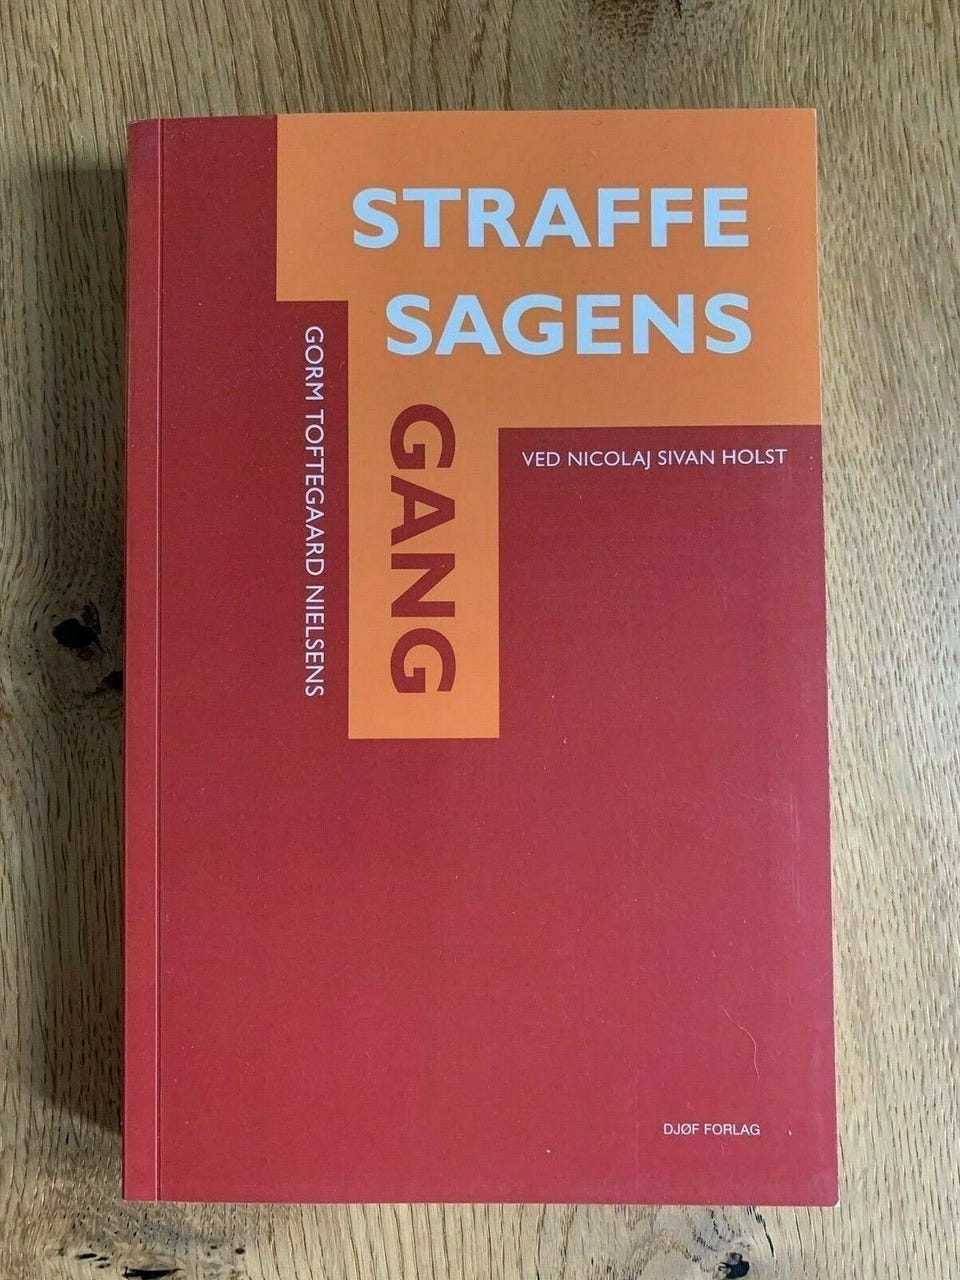 STRAFFE
SAGENS
GANG
GORM TOFTEGAARD NIELSENS
VED NICOLAJ SIVAN HOLST
DJØF FORLAG